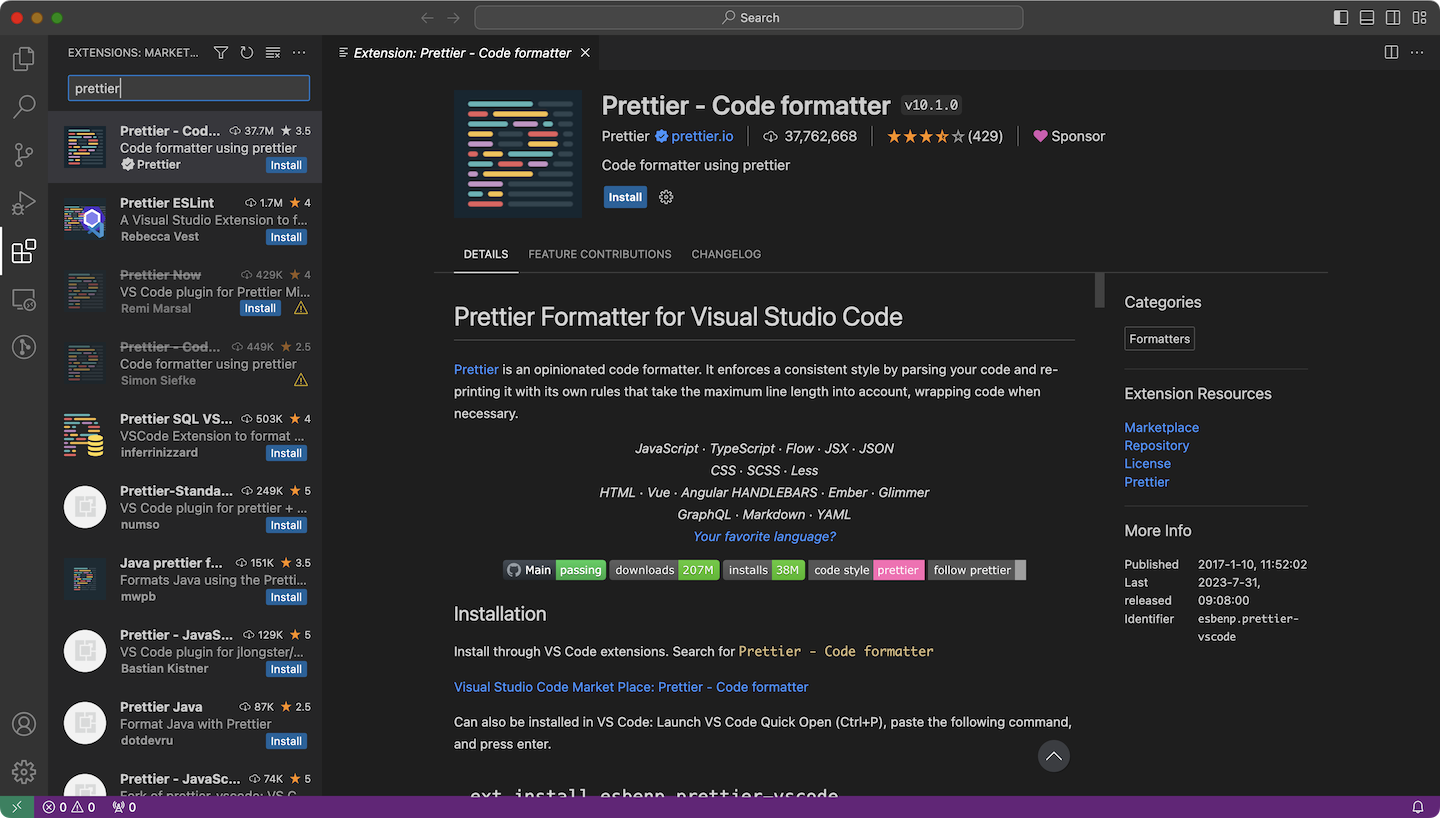 Search
EXTENSIONS: MARKET...
prettier
Prettier - Cod... 37.7M 3.5
Code formatter using prettier
Prettier Install
Prettier ESLint 1.7M 4
A Visual Studio Extension to f...
Rebecca Vest Install
Prettier Now 429K 4
VS Code plugin for Prettier Mi...
Remi Marsal Install
Prettier - Cod... 449K 2.5
Code formatter using prettier
Simon Siefke
Prettier SQL VS... 503K 4
VSCode Extension to format ...
inferrinizzard Install
Prettier-Standa... 249K 5
VS Code plugin for prettier + ...
numso Install
Java prettier f... 151K 3.5
Formats Java using the Pretti...
mwpb Install
Prettier - JavaS... 129K 5
VS Code plugin for jlongster/...
Bastian Kistner Install
Prettier Java 87K 2.5
Format Java with Prettier
dotdevru Install
Prettier - JavaSc... 74K 5
Fork of prettier-vscode: VS C
Extension: Prettier - Code formatter
Prettier - Code formatter v10.1.0
Prettier prettier.io 37,762,668 (429) Sponsor
Code formatter using prettier
Install
DETAILS FEATURE CONTRIBUTIONS CHANGELOG
Prettier Formatter for Visual Studio Code
Prettier is an opinionated code formatter. It enforces a consistent style by parsing your code and re-
printing it with its own rules that take the maximum line length into account, wrapping code when
necessary.
JavaScript · TypeScript · Flow · JSX · JSON
CSS · SCSS · Less
HTML · Vue · Angular HANDLEBARS · Ember · Glimmer
GraphQL · Markdown · YAML
Your favorite language?
Main passing downloads 207M installs 38M code style prettier follow prettier
Installation
Install through VS Code extensions. Search for Prettier - Code formatter
Visual Studio Code Market Place: Prettier - Code formatter
Can also be installed in VS Code: Launch VS Code Quick Open (Ctrl+P), paste the following command,
and press enter.
ext install esbenp.prettier-vscode
Categories
Formatters
Extension Resources
Marketplace
Repository
License
Prettier
More Info
Published 2017-1-10, 11:52:02
Last 2023-7-31,
released 09:08:00
Identifier esbenp.prettier-
vscode
0 0 0